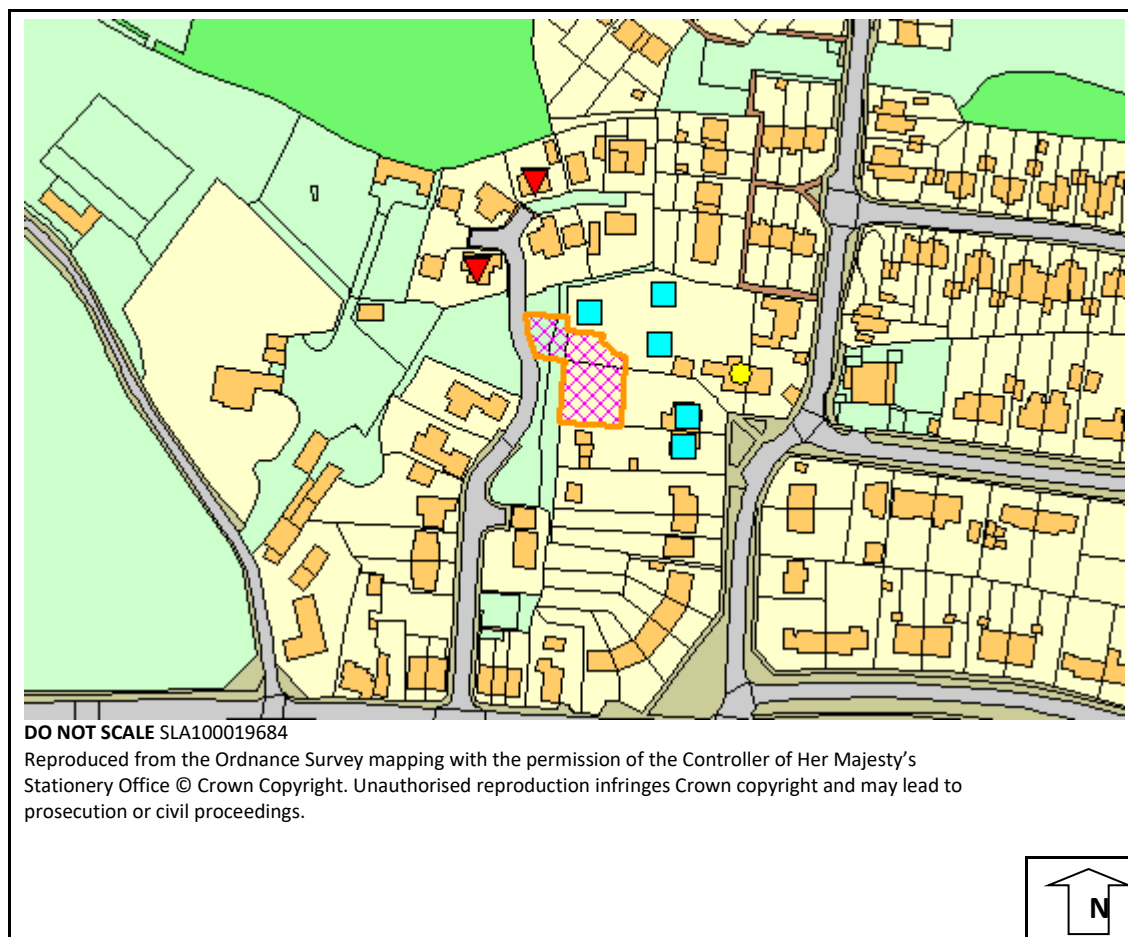 DO NOT SCALE SLA100019684
Reproduced from the Ordnance Survey mapping with the permission of the Controller of Her Majesty’s
Stationery Office © Crown Copyright. Unauthorised reproduction infringes Crown copyright and may lead to
prosecution or civil proceedings.
N